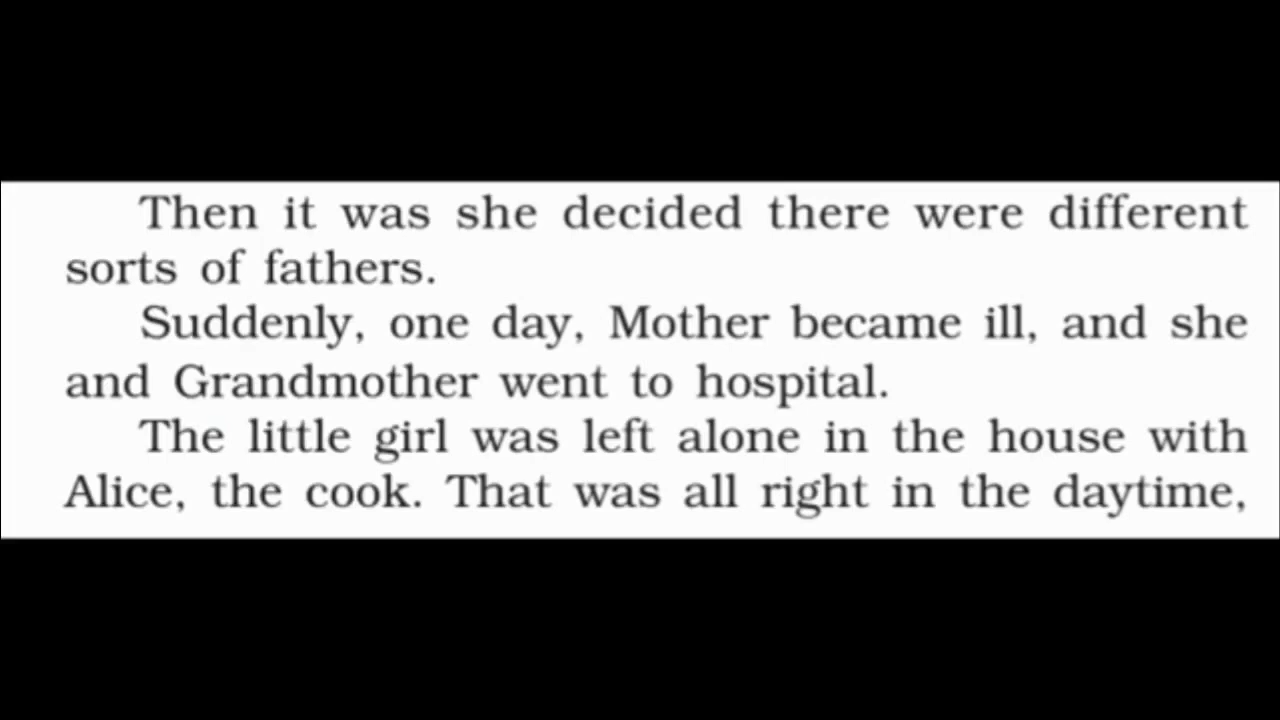 Then it was she decided there were different
sorts of fathers.
Suddenly, one day, Mother became ill, and she
and Grandmother went to hospital.
The little girl was left alone in the house with
Alice, the cook. That was all right in the daytime,